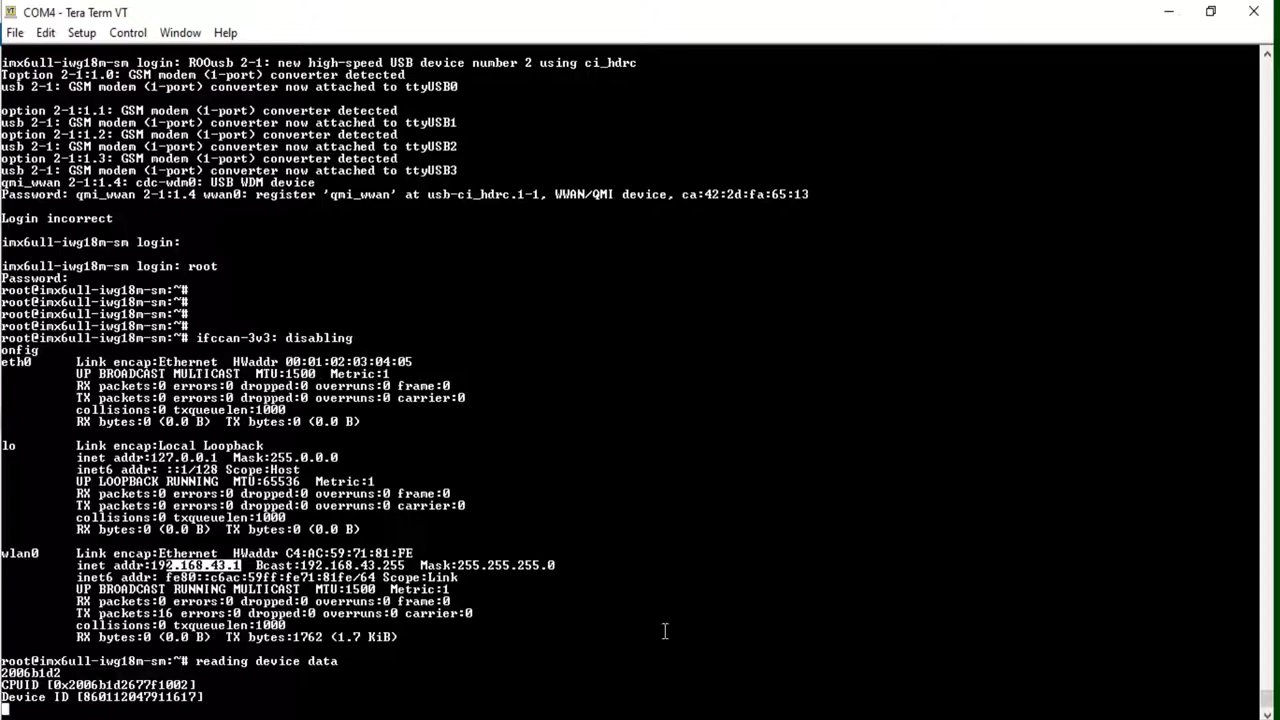 COM4 - Tera Term VT
File Edit Setup Control Window Help
imx6ull-iwg18m-sm login: ROOusb 2-1: new high-speed USB device number 2 using ci_hdrc
Toption 2-1:1.0: GSM modem (1-port) converter detected
usb 2-1: GSM modem (1-port) converter now attached to ttyUSB0
option 2-1:1.1: GSM modem (1-port) converter detected
usb 2-1: GSM modem (1-port) converter now attached to ttyUSB1
option 2-1:1.2: GSM modem (1-port) converter detected
usb 2-1: GSM modem (1-port) converter now attached to ttyUSB2
option 2-1:1.3: GSM modem (1-port) converter detected
usb 2-1: GSM modem (1-port) converter now attached to ttyUSB3
qmi_wwan 2-1:1.4: cdc-wdm0: USB WDM device
Password: qmi_wwan 2-1:1.4 wwan0: register 'qmi_wwan' at usb-ci_hdrc.1-1, WWAN/QMI device, ca:42:2d:fa:65:13
Login incorrect
imx6ull-iwg18m-sm login:
imx6ull-iwg18m-sm login: root
Password:
root@imx6ull-iwg18m-sm:~#
root@imx6ull-iwg18m-sm:~#
root@imx6ull-iwg18m-sm:~#
root@imx6ull-iwg18m-sm:~#
root@imx6ull-iwg18m-sm:~# ifccan-3v3: disabling
onfig
eth0 Link encap:Ethernet HWaddr 00:01:02:03:04:05
UP BROADCAST MULTICAST MTU:1500 Metric:1
RX packets:0 errors:0 dropped:0 overruns:0 frame:0
TX packets:0 errors:0 dropped:0 overruns:0 carrier:0
collisions:0 txqueuelen:1000
RX bytes:0 (0.0 B) TX bytes:0 (0.0 B)
lo Link encap:Local Loopback
inet addr:127.0.0.1 Mask:255.0.0.0
inet6 addr: ::1/128 Scope:Host
UP LOOPBACK RUNNING MTU:65536 Metric:1
RX packets:0 errors:0 dropped:0 overruns:0 frame:0
TX packets:0 errors:0 dropped:0 overruns:0 carrier:0
collisions:0 txqueuelen:1000
RX bytes:0 (0.0 B) TX bytes:0 (0.0 B)
wlan0 Link encap:Ethernet HWaddr C4:AC:59:71:81:FE
inet addr:192.168.43.1 Bcast:192.168.43.255 Mask:255.255.255.0
inet6 addr: fe80::c6ac:59ff:fe71:81fe/64 Scope:Link
UP BROADCAST RUNNING MULTICAST MTU:1500 Metric:1
RX packets:0 errors:0 dropped:0 overruns:0 frame:0
TX packets:16 errors:0 dropped:0 overruns:0 carrier:0
collisions:0 txqueuelen:1000
RX bytes:0 (0.0 B) TX bytes:1762 (1.7 KiB)
root@imx6ull-iwg18m-sm:~# reading device data
2006b1d2
CPUID [0x2006b1d2677f1002]
Device ID [860112047911617]